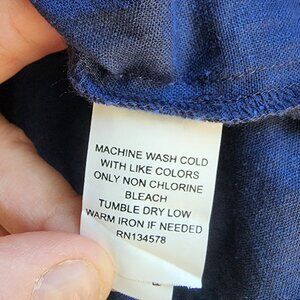 MACHINE WASH COLD
WITH LIKE COLORS
ONLY NON CHLORINE
BLEACH
TUMBLE DRY LOW
WARM IRON IF NEEDED
RN134578